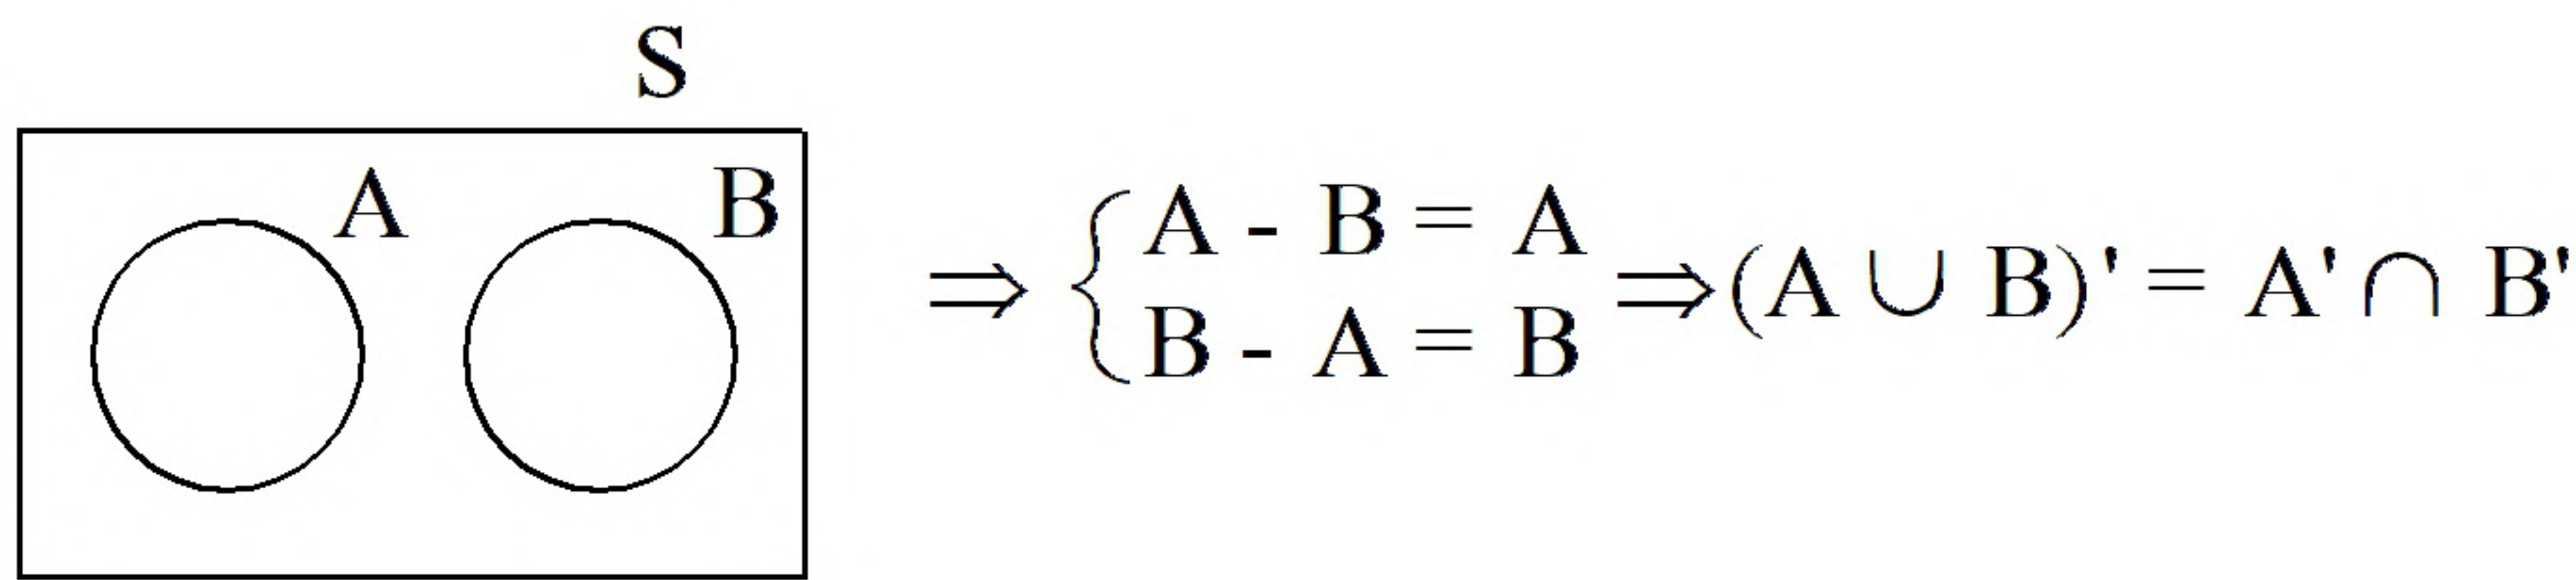 S
A B
⇒ { A - B = A
B - A = B
⇒ (A ∪ B)' = A' ∩ B'